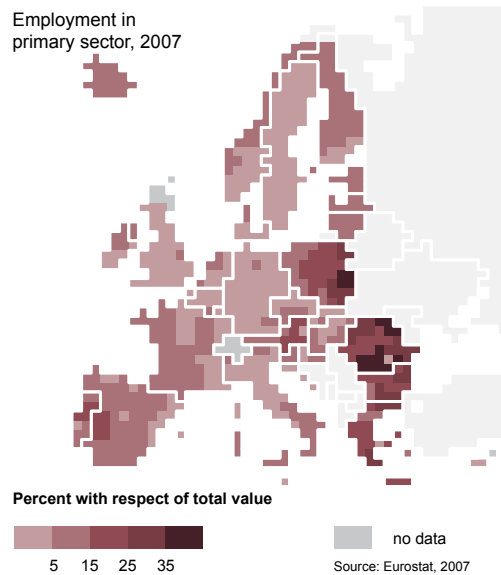 Employment in
primary sector, 2007
Percent with respect of total value
5 15 25 35
no data
Source: Eurostat, 2007